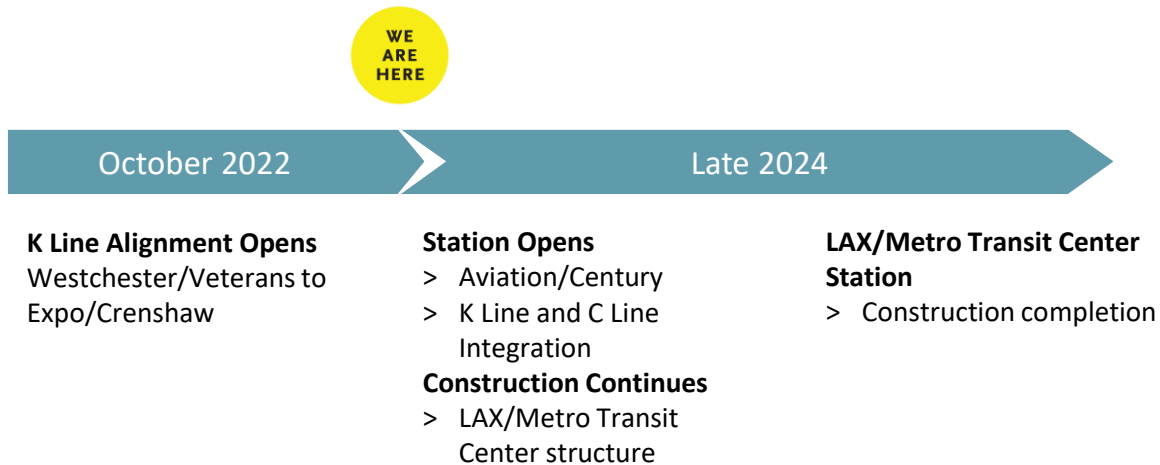 WE
ARE
HERE
October 2022
Late 2024
K Line Alignment Opens
Westchester/Veterans to
Expo/Crenshaw
Station Opens
> Aviation/Century
> K Line and C Line
Integration
Construction Continues
> LAX/Metro Transit
Center structure
LAX/Metro Transit Center
Station
> Construction completion